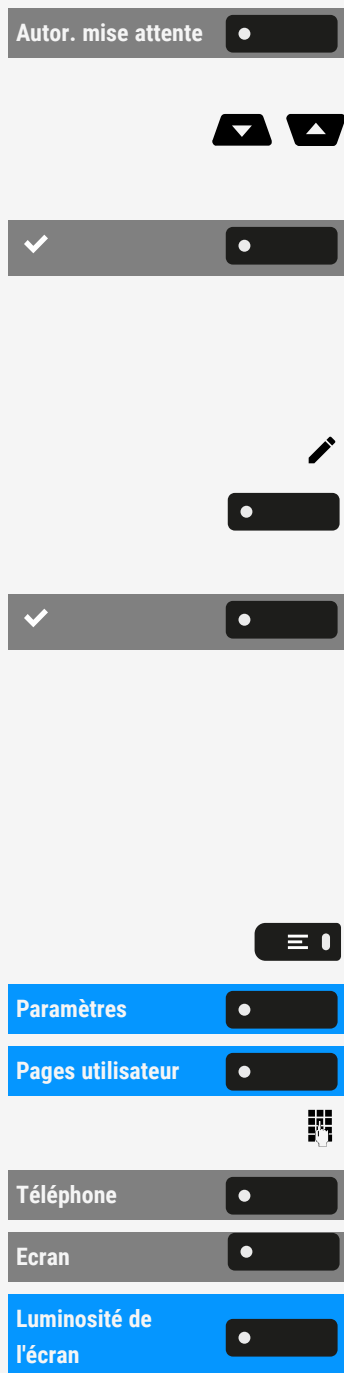 Autor. mise attente
Paramètres
Pages utilisateur
Téléphone
Ecran
Luminosité de
l'écran